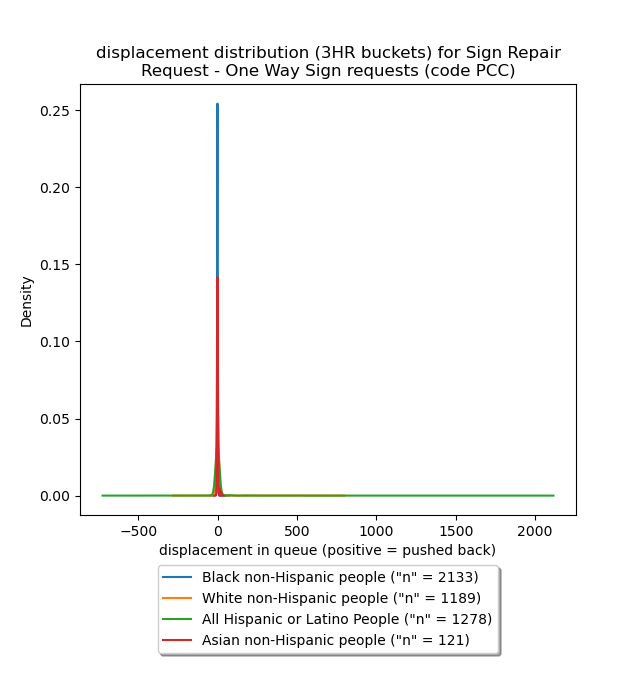 displacement distribution (3HR buckets) for Sign Repair
Request - One Way Sign requests (code PCC)
0.25
0.20
0.15
0.10
0.05
0.00
Density
−500 0 500 1000 1500 2000
displacement in queue (positive = pushed back)
Black non-Hispanic people ("n" = 2133)
White non-Hispanic people ("n" = 1189)
All Hispanic or Latino People ("n" = 1278)
Asian non-Hispanic people ("n" = 121)